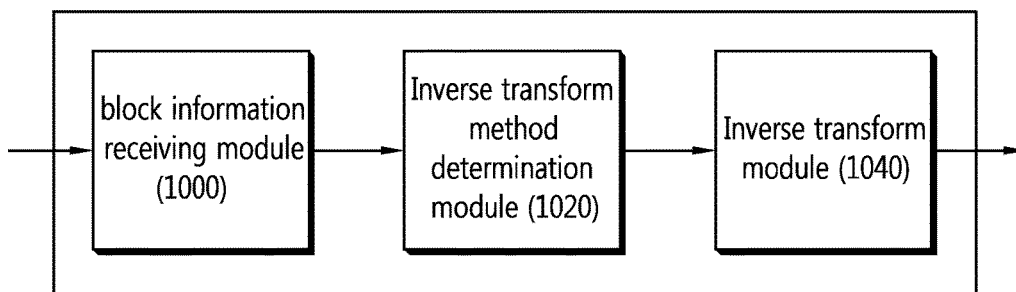 block information
receiving module
(1000)
Inverse transform
method
determination
module (1020)
Inverse transform
module (1040)